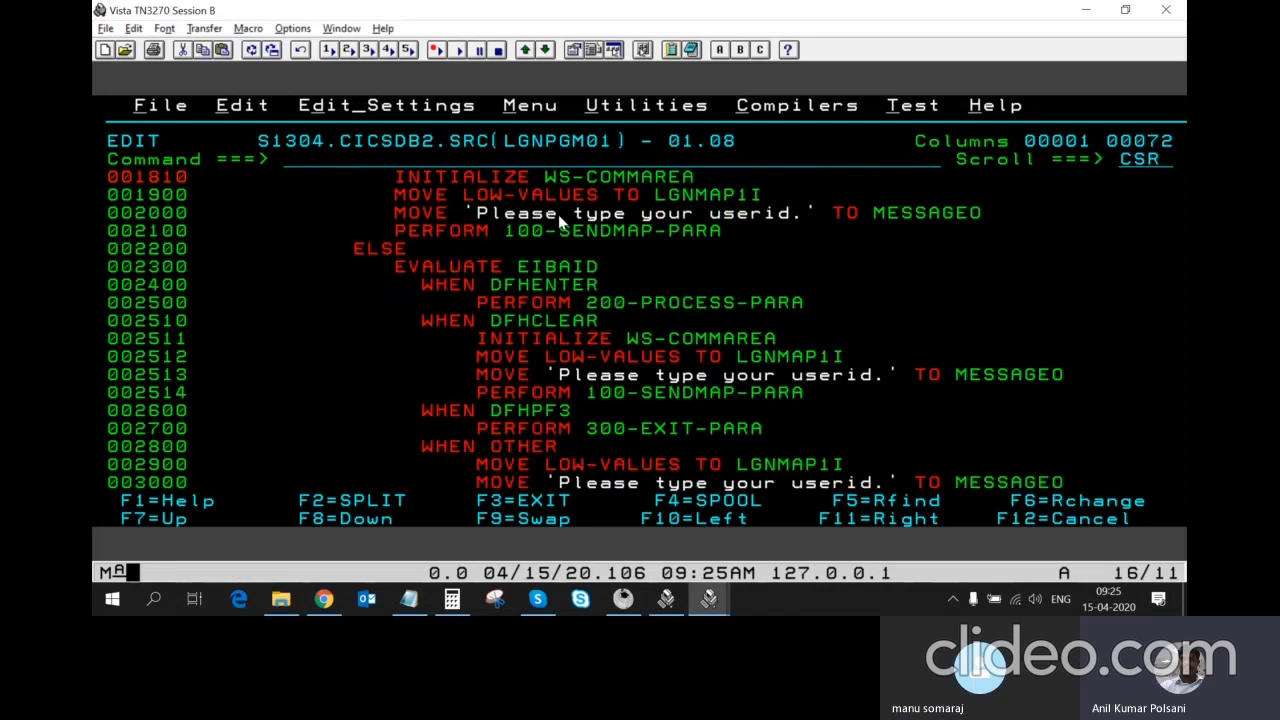 Vista TN3270 Session B
File Edit Font Transfer Macro Options Window Help
1 2 3 4 5 A B C ?
File Edit Edit_Settings Menu Utilities Compilers Test Help
EDIT S1304.CICSDB2.SRC(LGNPGM01) - 01.08 Columns 00001 00072
Command ===> Scroll ===> CSR
001810 INITIALIZE WS-COMMAREA
001900 MOVE LOW-VALUES TO LGNMAP1I
002000 MOVE 'Please type your userid.' TO MESSAGEO
002100 PERFORM 100-SENDMAP-PARA
002200 ELSE
002300 EVALUATE EIBAID
002400 WHEN DFHENTER
002500 PERFORM 200-PROCESS-PARA
002510 WHEN DFHCLEAR
002511 INITIALIZE WS-COMMAREA
002512 MOVE LOW-VALUES TO LGNMAP1I
002513 MOVE 'Please type your userid.' TO MESSAGEO
002514 PERFORM 100-SENDMAP-PARA
002600 WHEN DFHPF3
002700 PERFORM 300-EXIT-PARA
002800 WHEN OTHER
002900 MOVE LOW-VALUES TO LGNMAP1I
003000 MOVE 'Please type your userid.' TO MESSAGEO
F1=Help F2=SPLIT F3=EXIT F4=SPOOL F5=Rfind F6=Rchange
F7=Up F8=Down F9=Swap F10=Left F11=Right F12=Cancel
MA 0.0 04/15/20.106 09:25AM 127.0.0.1 A 16/11
ENG 09:25
15-04-2020
clideo.com
manu somaraj Anil Kumar Polsani